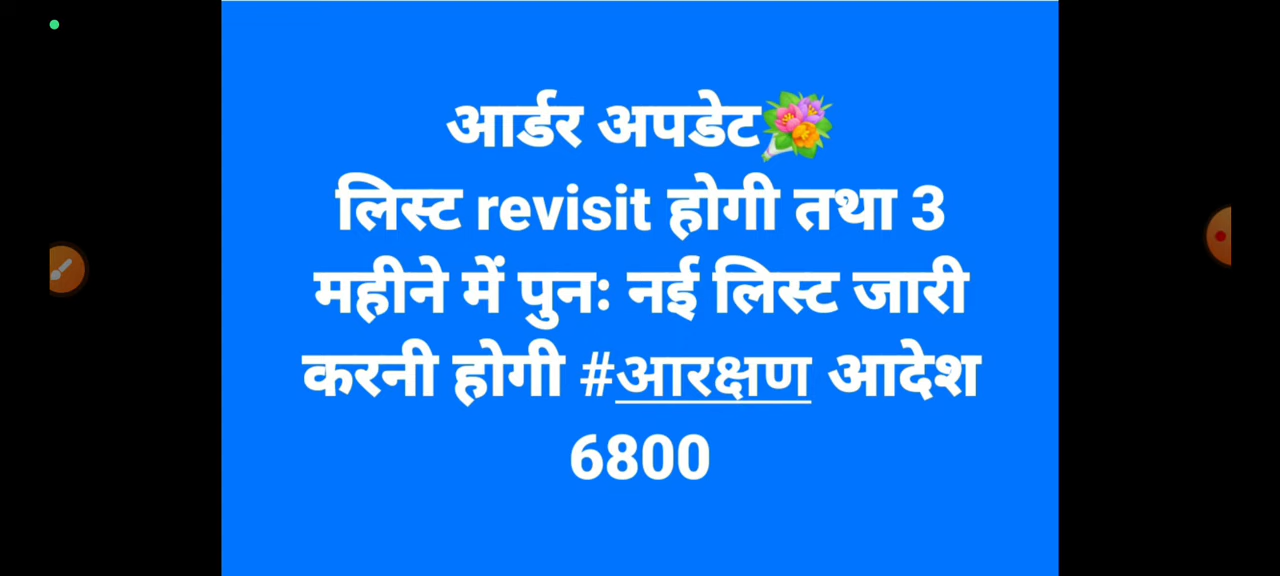 आर्डर अपडेट💐
लिस्ट revisit होगी तथा 3
महीने में पुनः नई लिस्ट जारी
करनी होगी #आरक्षण आदेश
6800